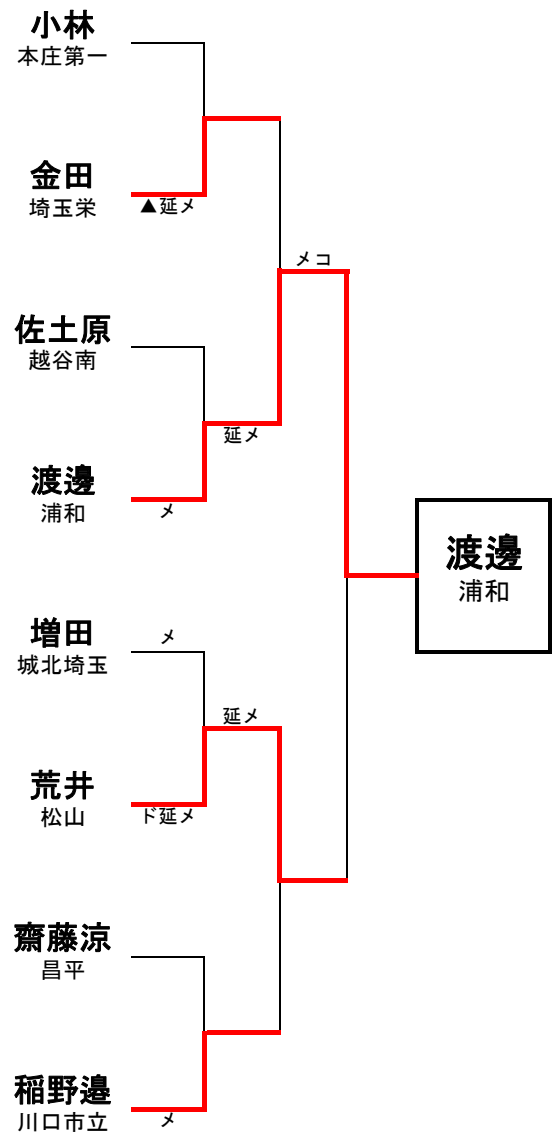 小林
本庄第一
金田
埼玉栄
▲延メ
メコ
佐土原
越谷南
延メ
渡邊
浦和
メ
渡邊
浦和
増田
城北埼玉
メ
延メ
荒井
松山
ド延メ
齋藤涼
昌平
稲野邉
川口市立
メ